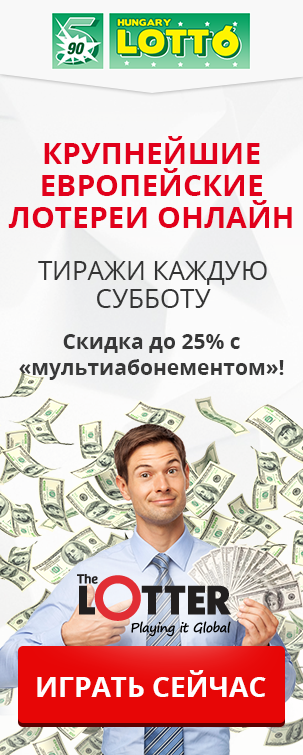 5
90
HUNGARY
LOTTÓ
КРУПНЕЙШИЕ
ЕВРОПЕЙСКИЕ
ЛОТЕРЕИ ОНЛАЙН
ТИРАЖИ КАЖДУЮ
СУББОТУ
Скидка до 25% с
«мультиабонементом»!
The
LOTTER
Playing it Global
ИГРАТЬ СЕЙЧАС